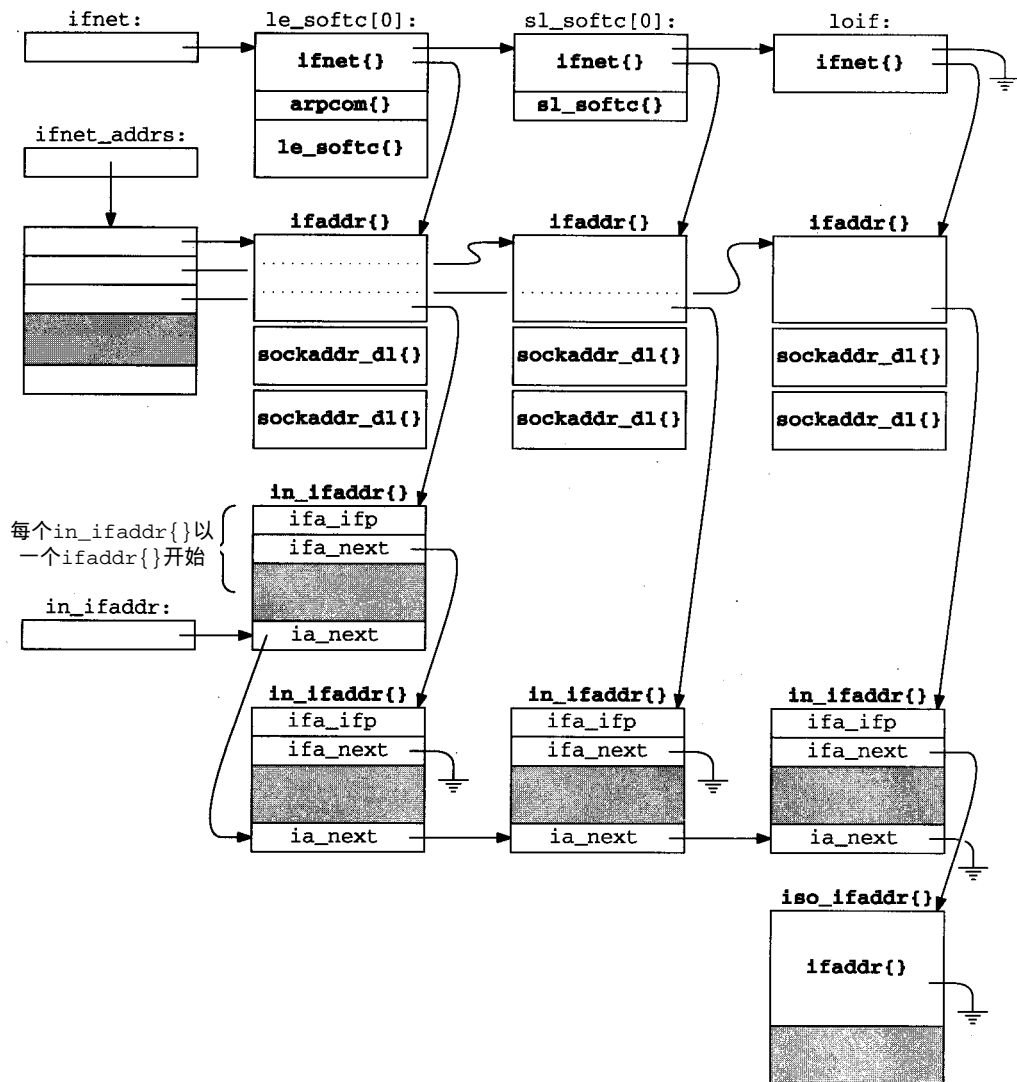 ifnet:
le_softc[0]:
sl_softc[0]:
loif:
ifnet{}
ifnet{}
ifnet{}
arpcom{}
sl_softc{}
le_softc{}
ifnet_addrs:
ifaddr{}
ifaddr{}
ifaddr{}
sockaddr_dl{}
sockaddr_dl{}
sockaddr_dl{}
sockaddr_dl{}
sockaddr_dl{}
sockaddr_dl{}
in_ifaddr{}
ifa_ifp
ifa_next
每个in_ifaddr{}以
一个ifaddr{}开始
in_ifaddr:
ia_next
in_ifaddr{}
in_ifaddr{}
in_ifaddr{}
ifa_ifp
ifa_ifp
ifa_ifp
ifa_next
ifa_next
ifa_next
ia_next
ia_next
ia_next
iso_ifaddr{}
ifaddr{}